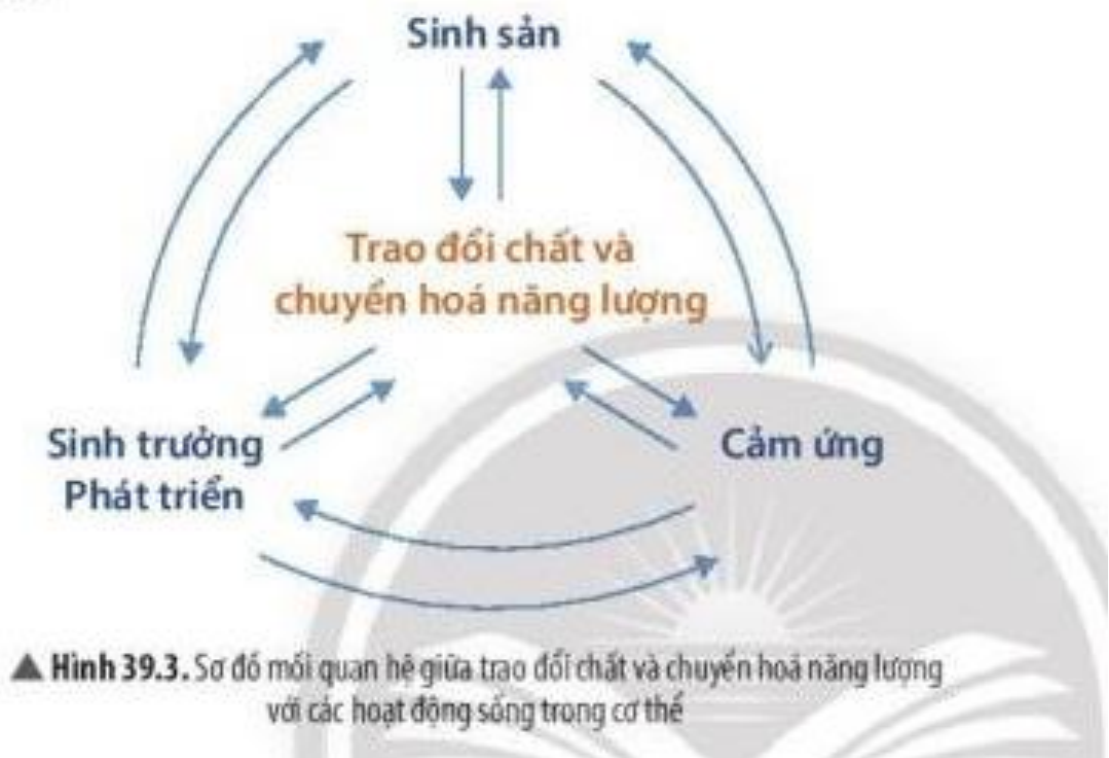 Sinh sản
Trao đổi chất và
chuyển hoá năng lượng
Sinh trưởng
Phát triển
Cảm ứng
▲ Hình 39.3. Sơ đồ mối quan hệ giữa trao đổi chất và chuyển hoá năng lượng
với các hoạt động sống trong cơ thể